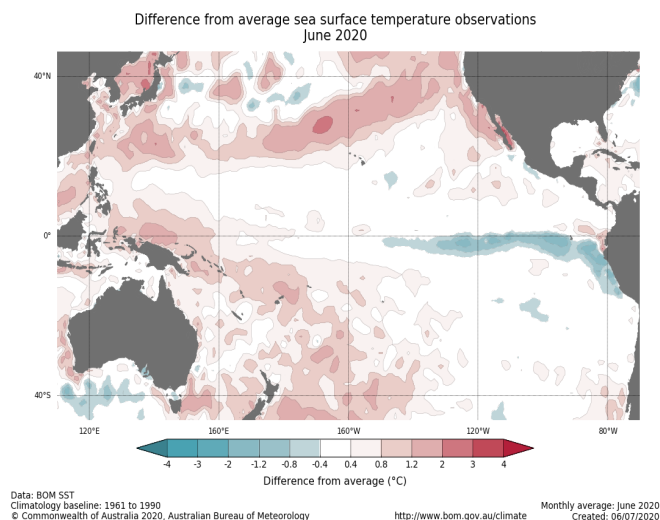 Difference from average sea surface temperature observations
June 2020
40°N
0°
40°S
120°E 160°E 160°W 120°W 80°W
-4 -3 -2 -1.2 -0.8 -0.4 0.4 0.8 1.2 2 3 4
Difference from average (°C)
Data: BOM SST
Climatology baseline: 1961 to 1990
© Commonwealth of Australia 2020, Australian Bureau of Meteorology
http://www.bom.gov.au/climate
Monthly average: June 2020
Created: 06/07/2020